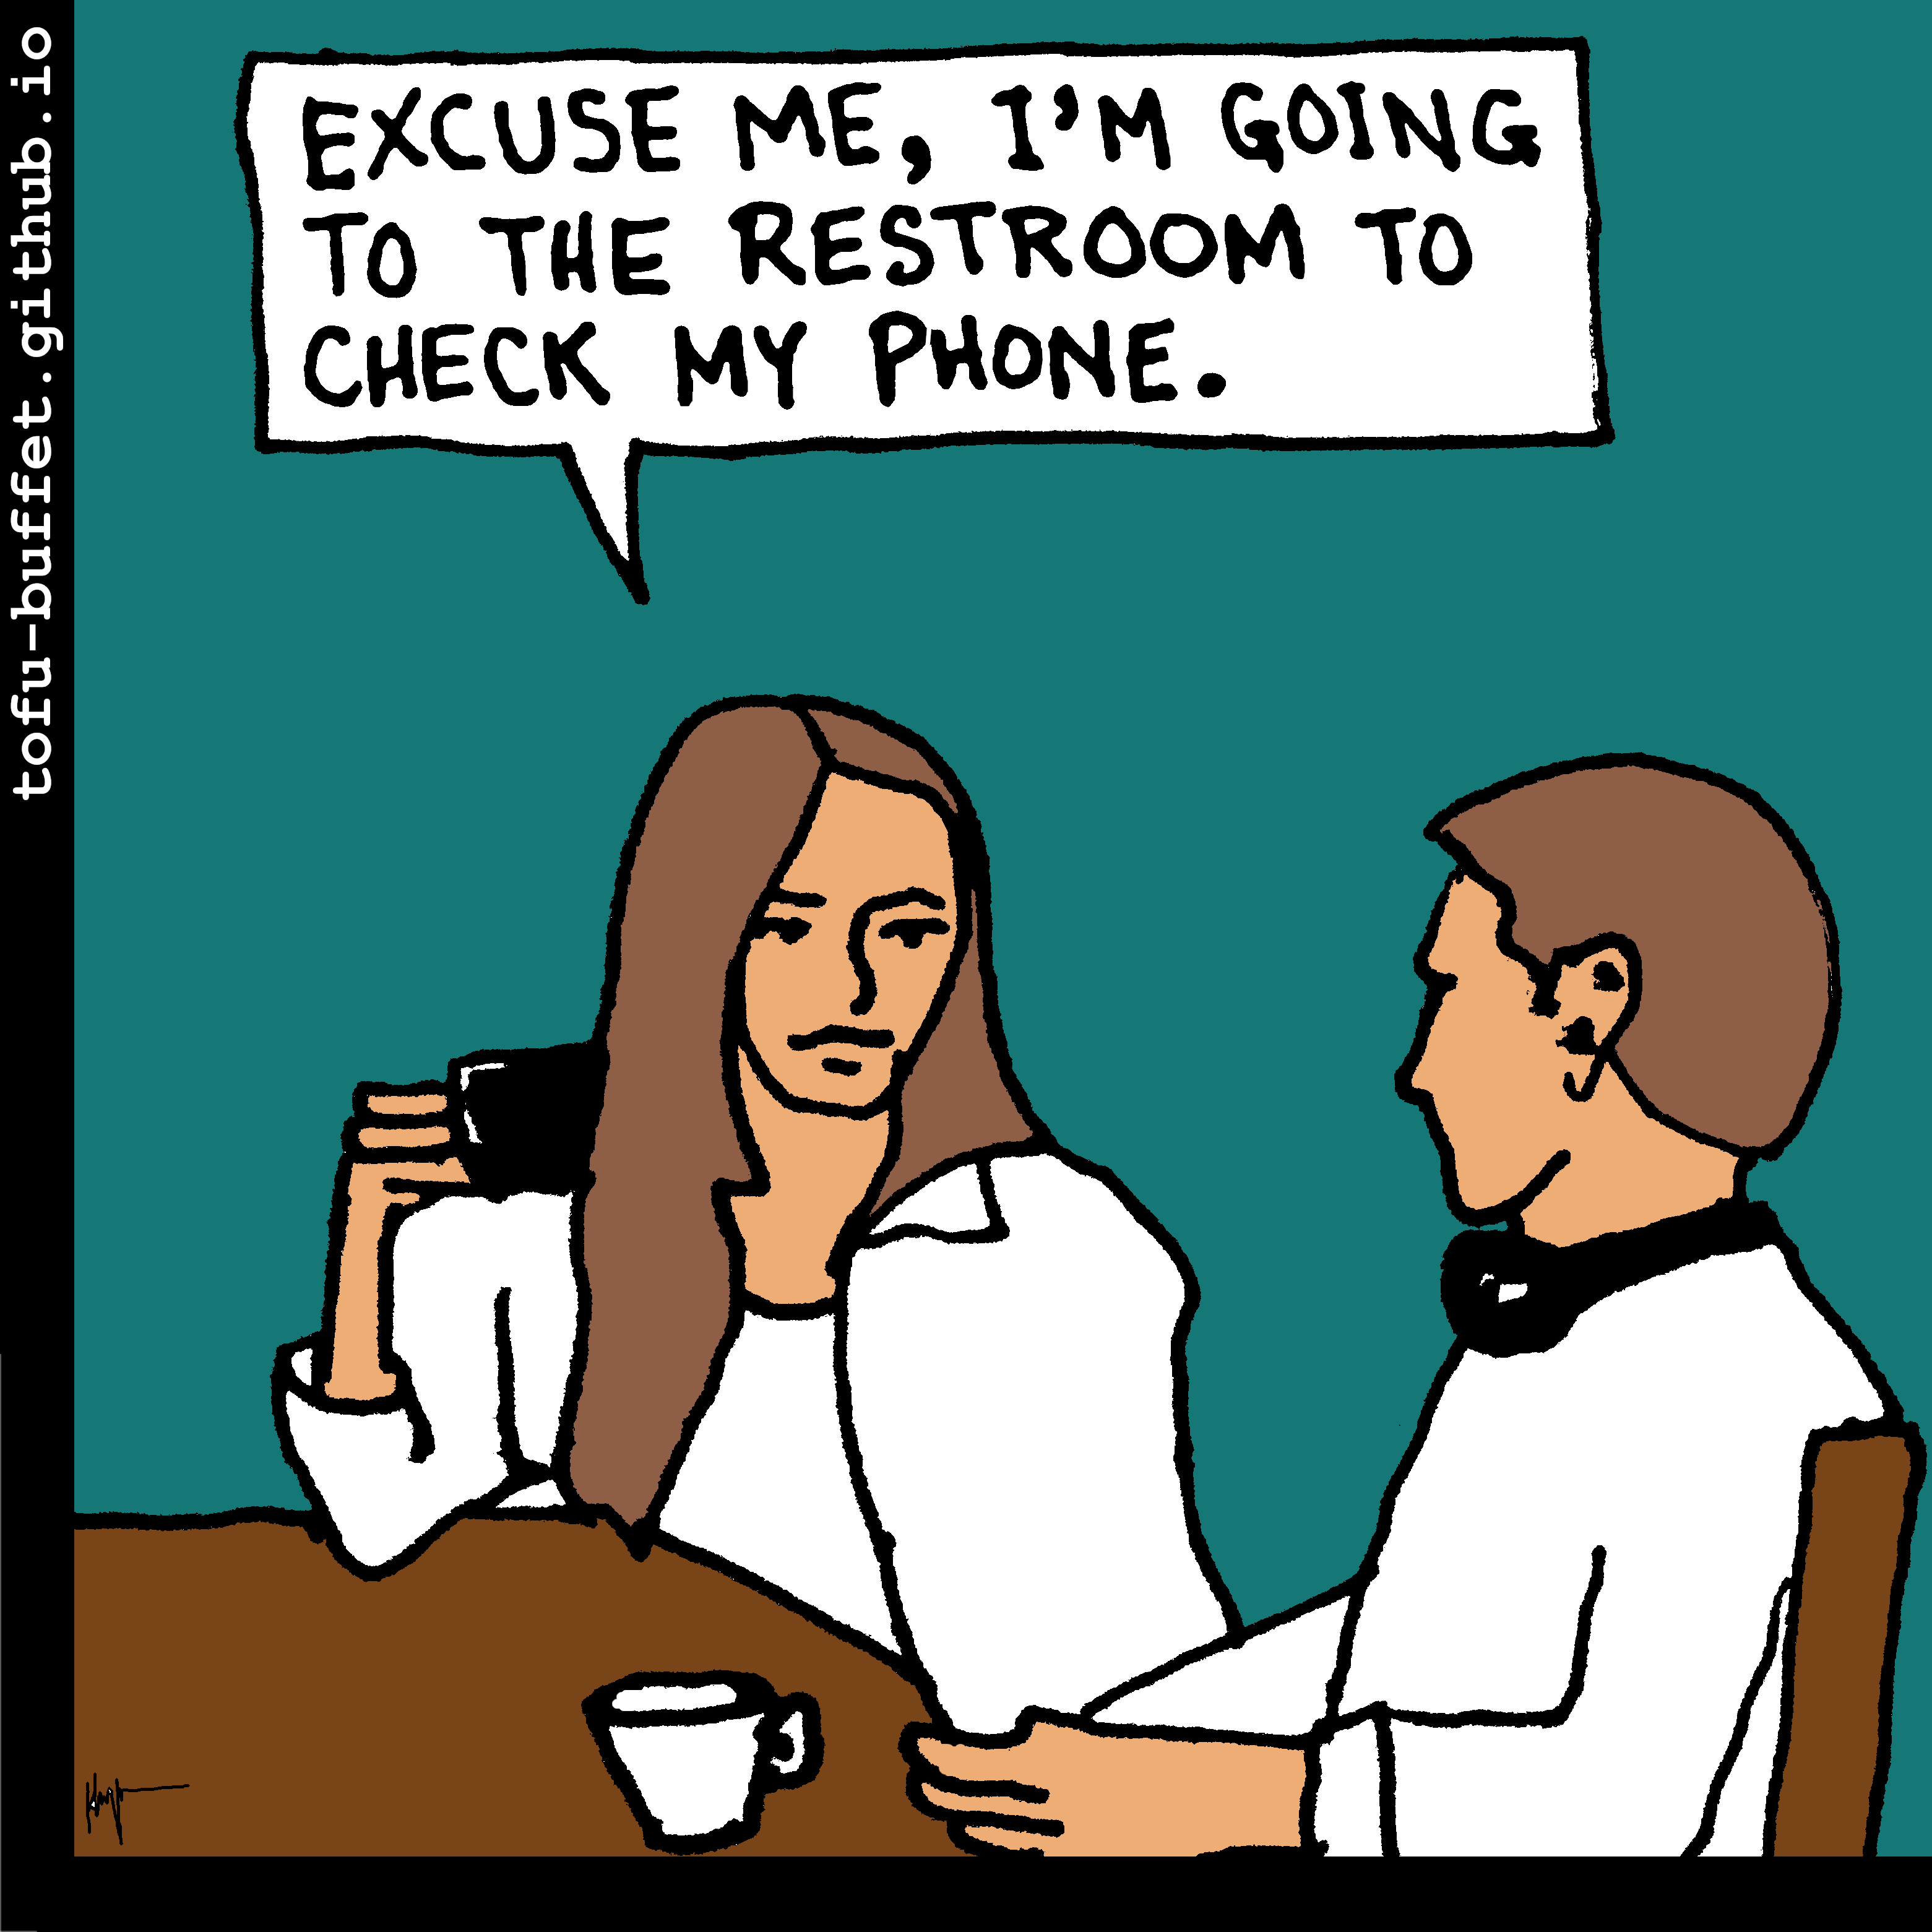 tofu-buffet.github.io
EXCUSE ME, I'M GOING
TO THE RESTROOM TO
CHECK MY PHONE.